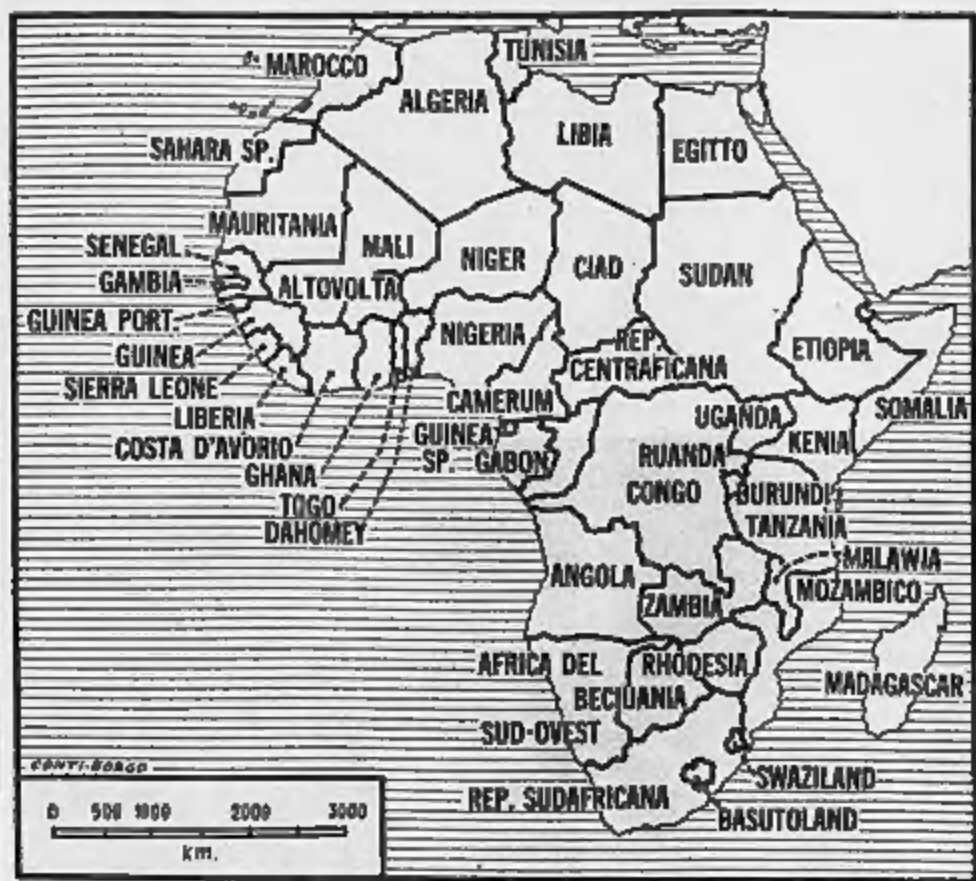 TUNISIA
MAROCCO
ALGERIA
LIBIA
EGITTO
SAHARA SP.
MAURITANIA
MALI
NIGER
CIAD
SUDAN
SENEGAL
GAMBIA
ALTOVOLTA
GUINEA PORT.
NIGERIA
REP.
CENTRAFICANA
ETIOPIA
GUINEA
SIERRA LEONE
LIBERIA
COSTA D'AVORIO
GHANA
TOGO
DAHOMEY
CAMERUM
GUINEA
SP.
GABON
UGANDA
KENIA
SOMALIA
RUANDA
CONGO
BURUNDI
TANZANIA
MALAWJA
ANGOLA
ZAMBIA
MOZAMBICO
AFRICA DEL
SUD-OVEST
RHODESIA
BECIUANIA
MADAGASCAR
SWAZILAND
REP. SUDAFRICANA
BASUTOLAND
CONTI-BORGO
0 500 1000 2000 3000
km.